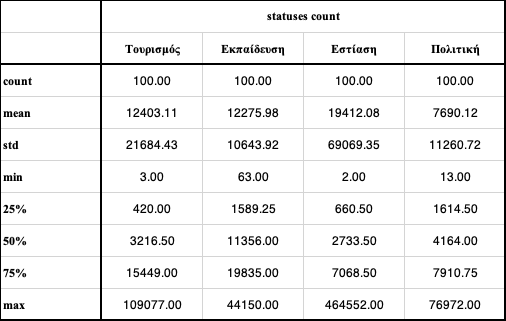 statuses count
Τουρισμός Εκπαίδευση Εστίαση Πολιτική
count 100.00 100.00 100.00 100.00
mean 12403.11 12275.98 19412.08 7690.12
std 21684.43 10643.92 69069.35 11260.72
min 3.00 63.00 2.00 13.00
25% 420.00 1589.25 660.50 1614.50
50% 3216.50 11356.00 2733.50 4164.00
75% 15449.00 19835.00 7068.50 7910.75
max 109077.00 44150.00 464552.00 76972.00